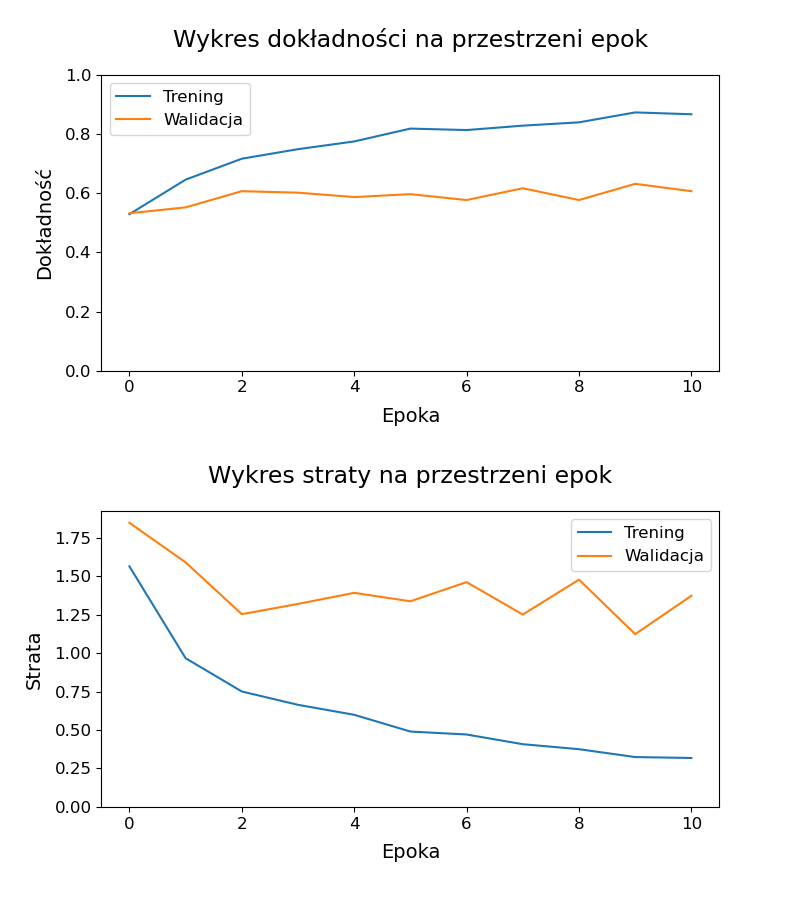 Wykres dokładności na przestrzeni epok
1.0
0.8
0.6
0.4
0.2
0.0
Dokładność
Trening
Walidacja
0 2 4 6 8 10
Epoka
Wykres straty na przestrzeni epok
1.75
1.50
1.25
1.00
0.75
0.50
0.25
0.00
Strata
Trening
Walidacja
0 2 4 6 8 10
Epoka